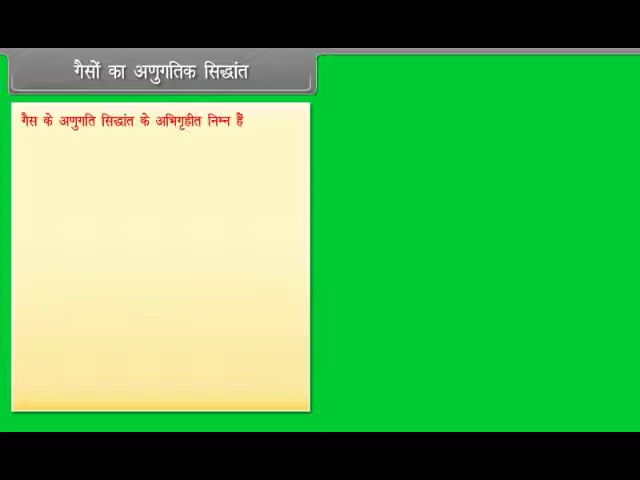 गैसों का अणुगतिक सिद्धांत
गैस के अणुगति सिद्धांत के अभिगृहीत निम्न हैं